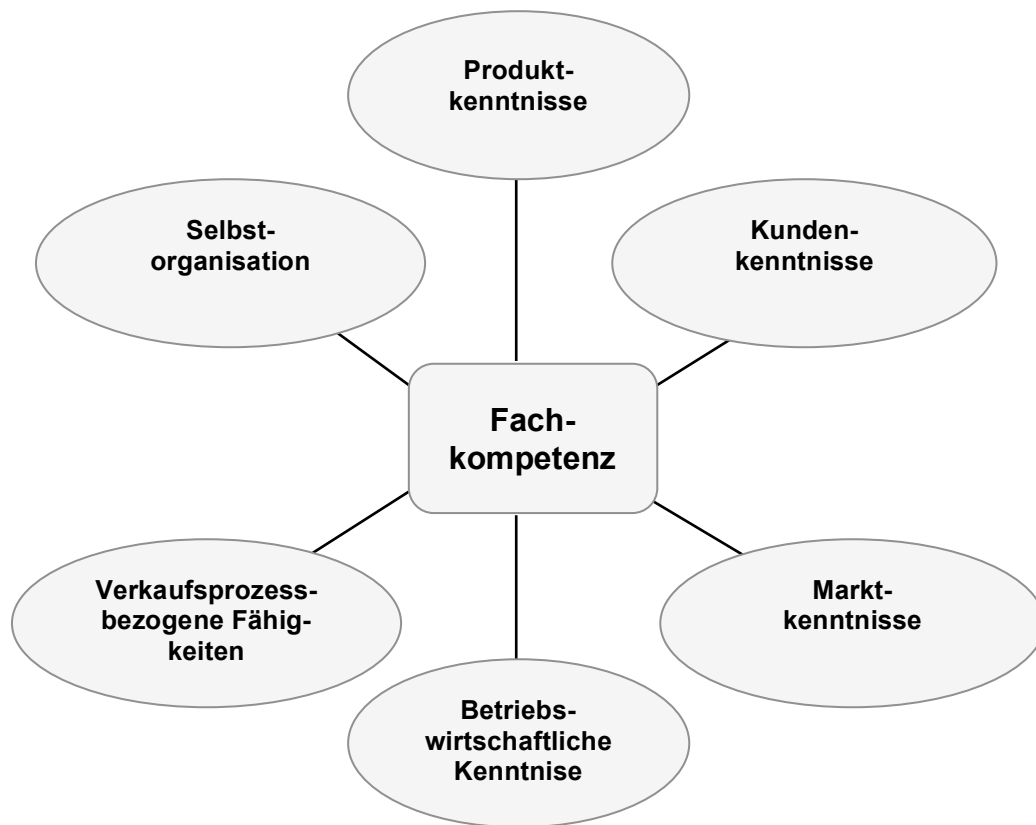 Produkt-
kenntnisse
Selbst-
organisation
Kunden-
kenntnisse
Fach-
kompetenz
Verkaufsprozess-
bezogene Fähig-
keiten
Markt-
kenntnisse
Betriebs-
wirtschaftliche
Kenntnise